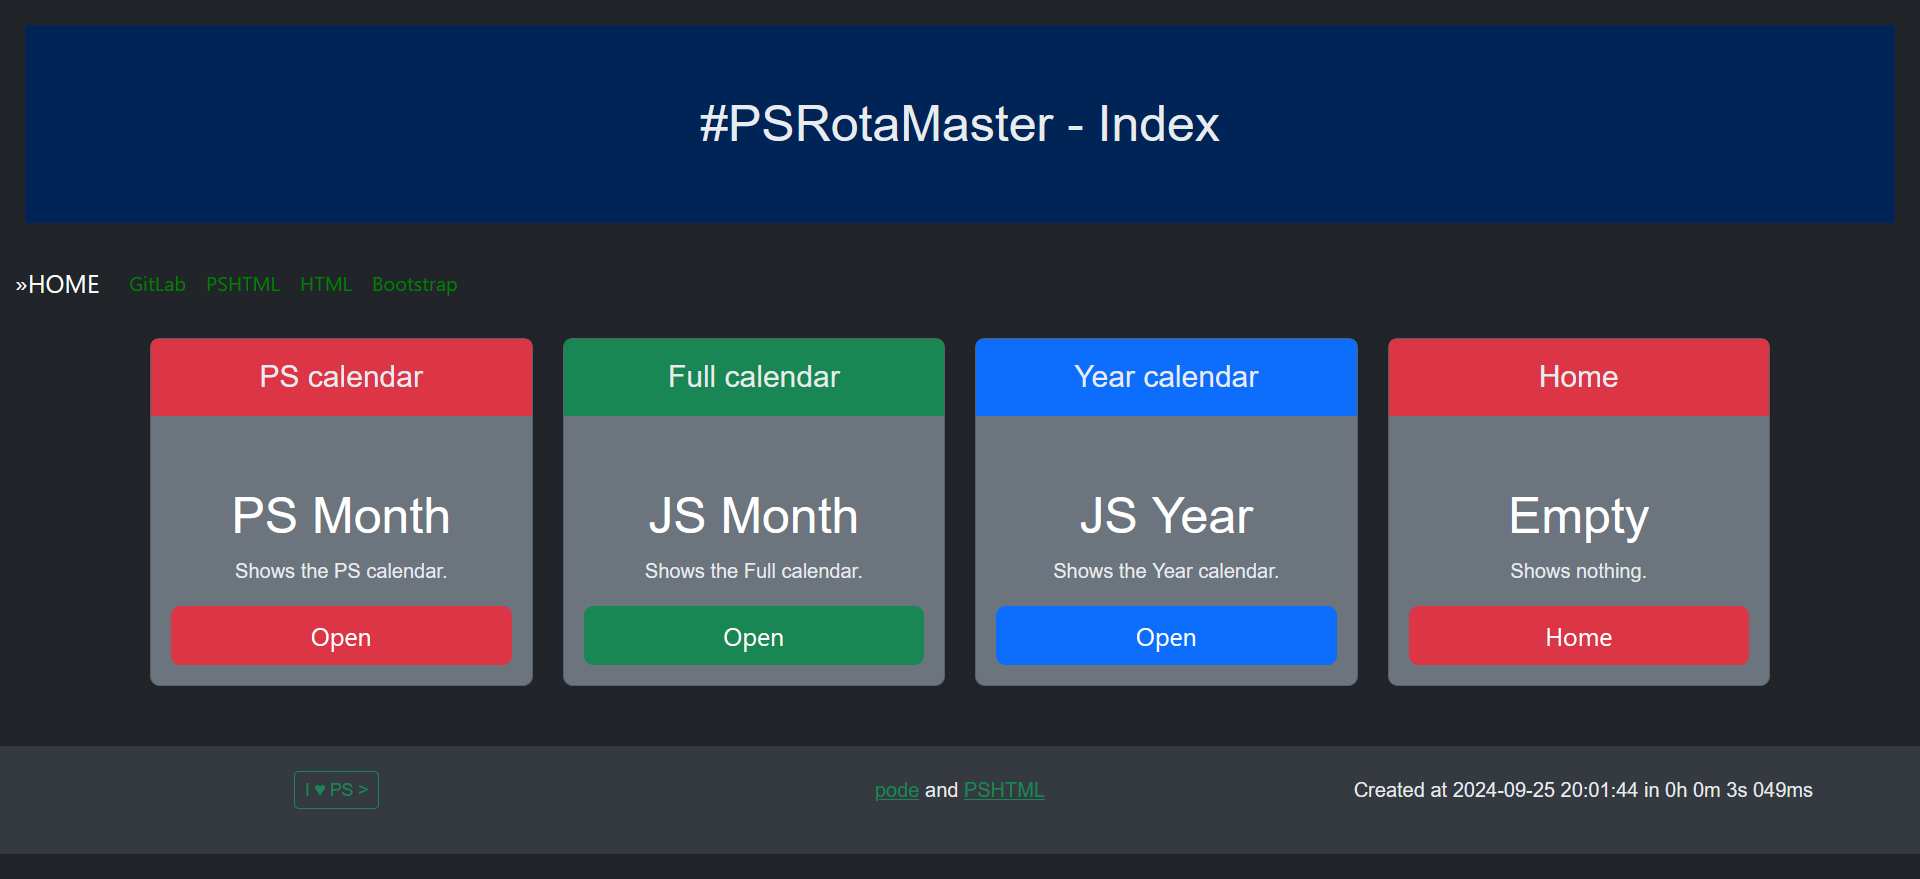 #PSRotaMaster - Index
»HOME GitLab PSHTML HTML Bootstrap
PS calendar
PS Month
Shows the PS calendar.
Open
Full calendar
JS Month
Shows the Full calendar.
Open
Year calendar
JS Year
Shows the Year calendar.
Open
Home
Empty
Shows nothing.
Home
I ♥ PS >
pode and PSHTML
Created at 2024-09-25 20:01:44 in 0h 0m 3s 049ms